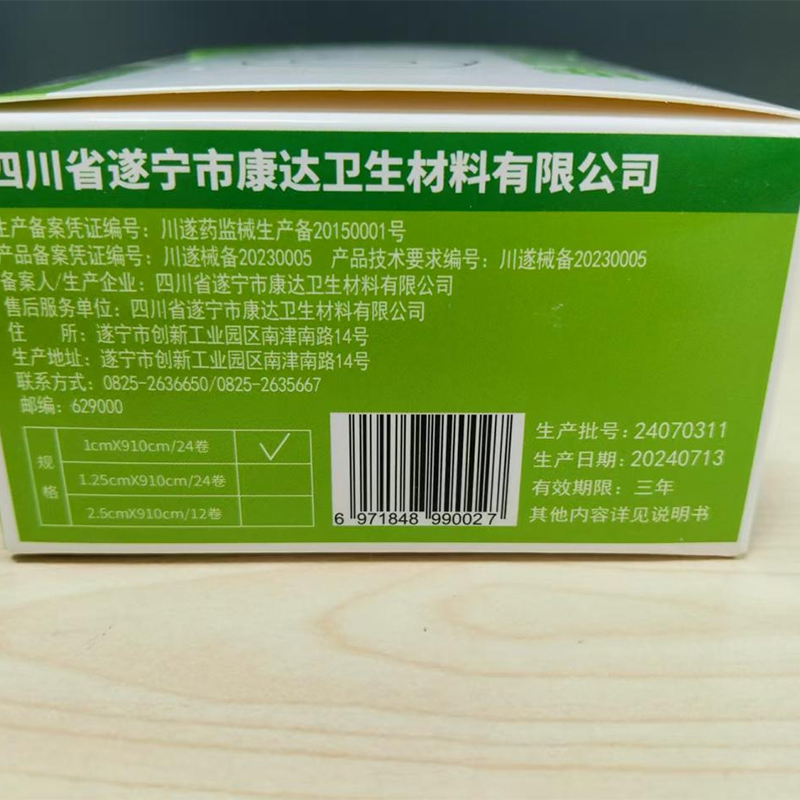 四川省遂宁市康达卫生材料有限公司
生产备案凭证编号：川遂药监械生产备20150001号
产品备案凭证编号：川遂械备20230005 产品技术要求编号：川遂械备20230005
备案人/生产企业：四川省遂宁市康达卫生材料有限公司
售后服务单位：四川省遂宁市康达卫生材料有限公司
住 所：遂宁市创新工业园区南津南路14号
生产地址：遂宁市创新工业园区南津南路14号
联系方式：0825-2636650/0825-2635667
邮编：629000
规格
1cmX910cm/24卷 ✓
1.25cmX910cm/24卷
2.5cmX910cm/12卷
6 971848 990027
生产批号：24070311
生产日期：20240713
有效期限：三年
其他内容详见说明书